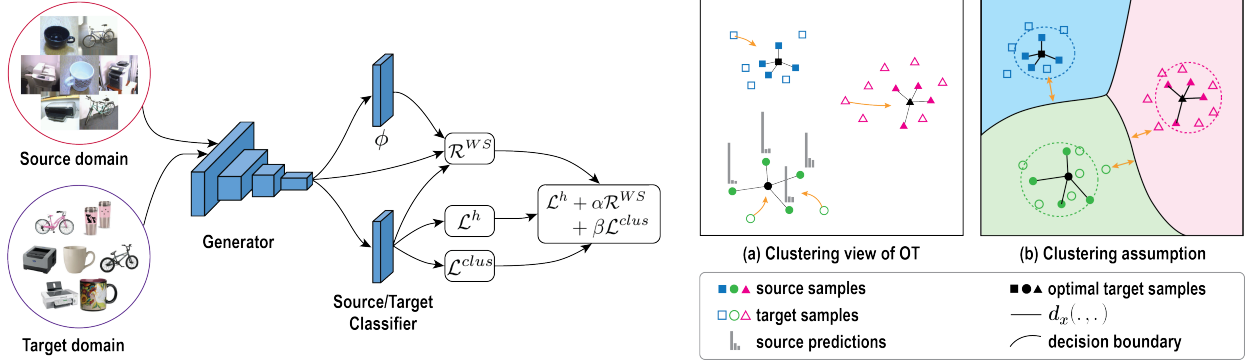 Source domain
Target domain
Generator
ϕ
Source/Target
Classifier
R^{WS}
L^h
L^{clus}
L^h + αR^{WS}
+ βL^{clus}
(a) Clustering view of OT
(b) Clustering assumption
source samples
target samples
source predictions
optimal target samples
d_x(.,.)
decision boundary